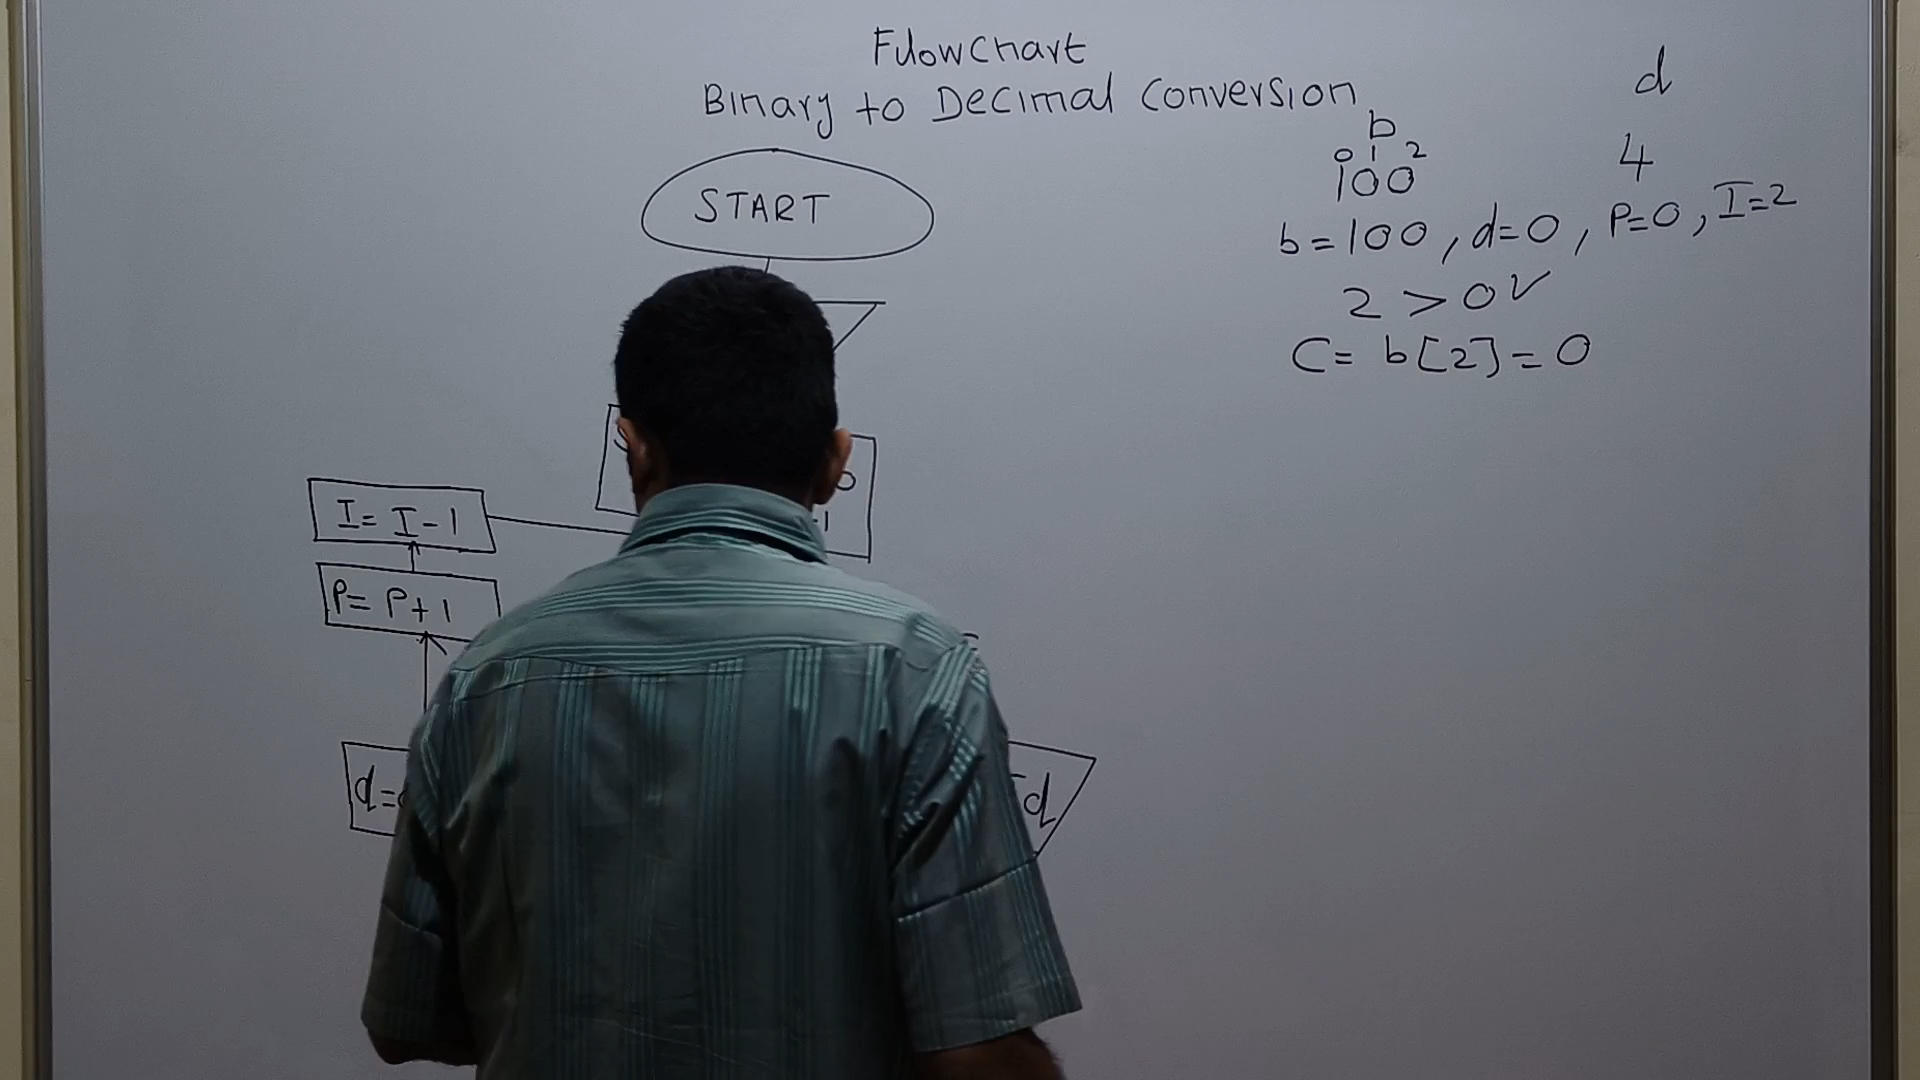 Flowchart
Binary to Decimal Conversion
b
d
0 1 2
100
4
b=100, d=0, P=0, I=2
2 > 0 ✓
C= b[2]=0
START
I= I-1
P= P+1
d=
d